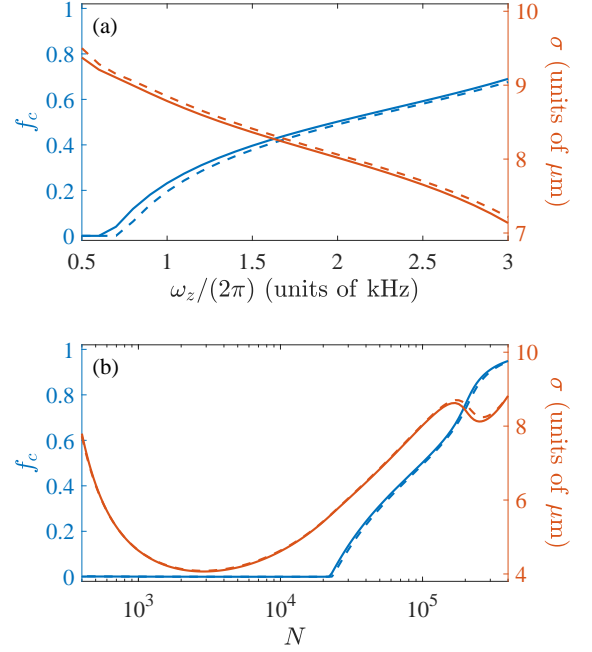 (a)
1
0.8
0.6
0.4
0.2
0
f_c
10
9
8
7
σ (units of μm)
0.5 1 1.5 2 2.5 3
ω_z/(2π) (units of kHz)
(b)
1
0.8
0.6
0.4
0.2
0
f_c
10
8
6
4
σ (units of μm)
10^3 10^4 10^5
N